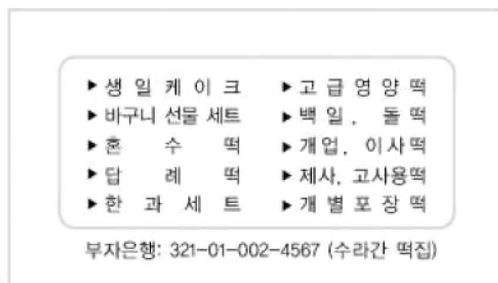 ▶생일케이크 ▶고급영양떡
▶바구니 선물 세트 ▶백일, 돌떡
▶혼수떡 ▶개업, 이사떡
▶답례떡 ▶제사, 고사용떡
▶한과세트 ▶개별포장떡
부자은행: 321-01-002-4567 (수라간 떡집)